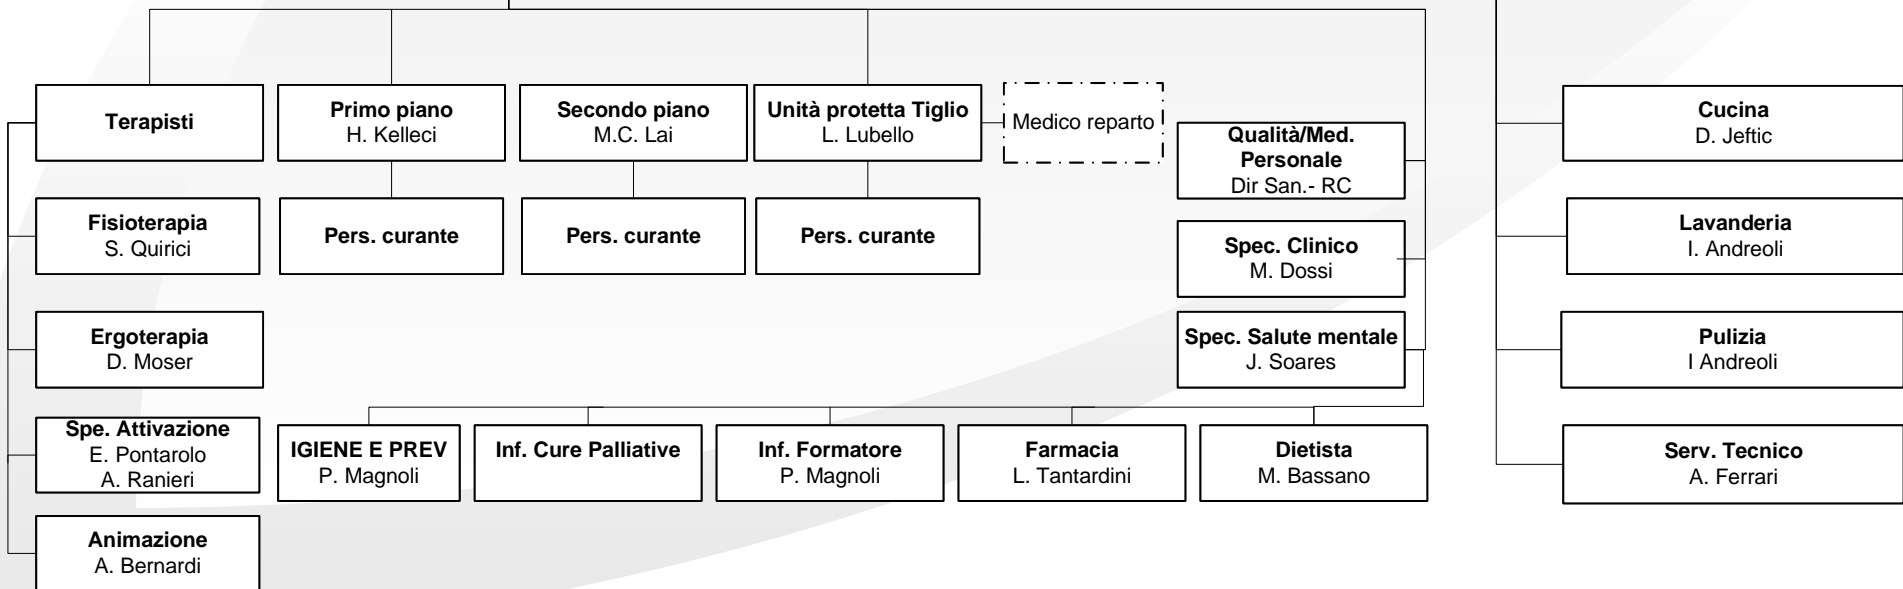 Terapisti
Primo piano
H. Kelleci
Secondo piano
M.C. Lai
Unità protetta Tiglio
L. Lubello
Medico reparto
Qualità/Med.
Personale
Dir San.- RC
Cucina
D. Jeftic
Fisioterapia
S. Quirici
Pers. curante
Pers. curante
Pers. curante
Spec. Clinico
M. Dossi
Lavanderia
I. Andreoli
Ergoterapia
D. Moser
Spec. Salute mentale
J. Soares
Pulizia
I Andreoli
Spe. Attivazione
E. Pontarolo
A. Ranieri
IGIENE E PREV
P. Magnoli
Inf. Cure Palliative
Inf. Formatore
P. Magnoli
Farmacia
L. Tantardini
Dietista
M. Bassano
Serv. Tecnico
A. Ferrari
Animazione
A. Bernardi